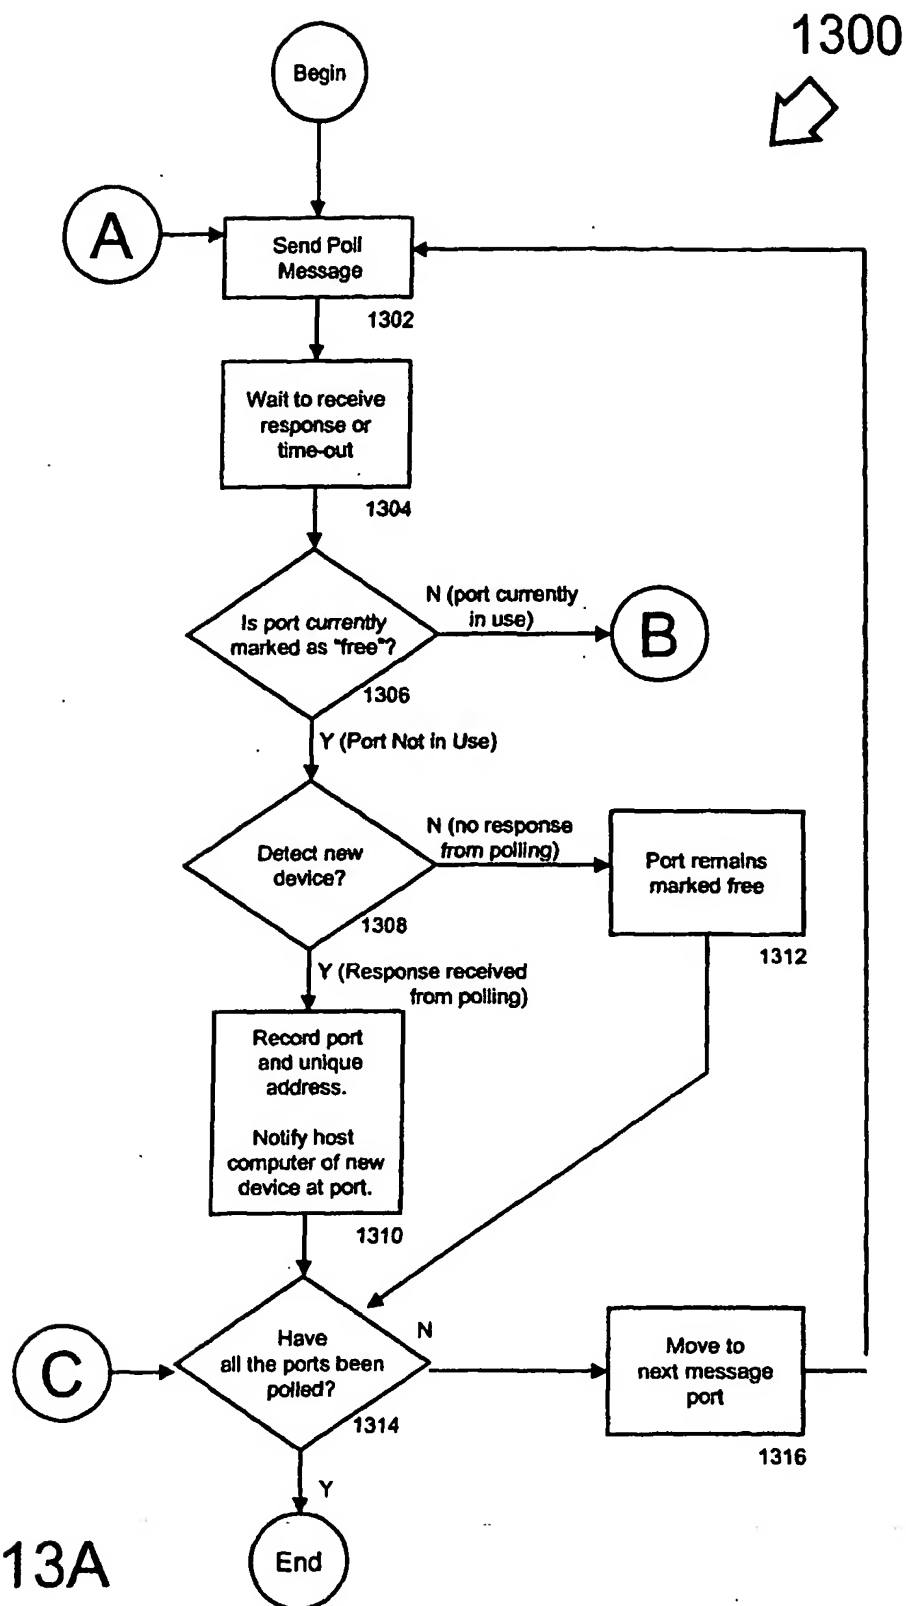 1300
Begin
A
Send Poll
Message
1302
Wait to receive
response or
time-out
1304
Is port currently
marked as "free"?
1306
N (port currently
in use)
B
Y (Port Not in Use)
Detect new
device?
1308
N (no response
from polling)
Port remains
marked free
1312
Y (Response received
from polling)
Record port
and unique
address.
Notify host
computer of new
device at port.
1310
C
Have
all the ports been
polled?
1314
N
Move to
next message
port
1316
Y
End
13A